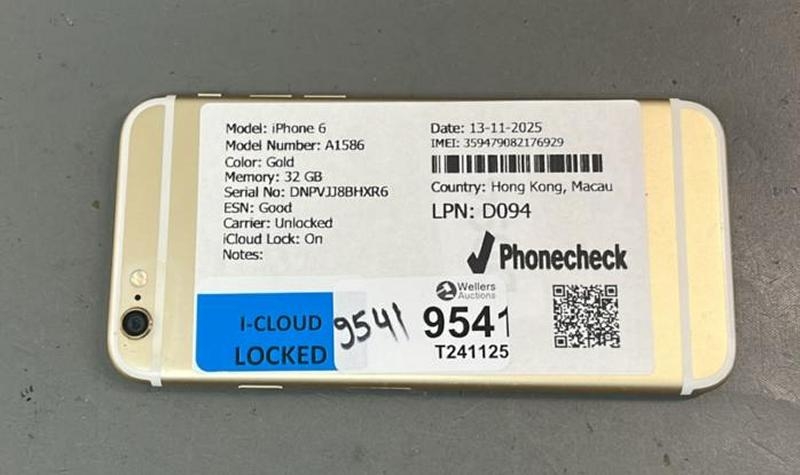 Model: iPhone 6
Model Number: A1586
Color: Gold
Memory: 32 GB
Serial No: DNPVJJ8BHXR6
ESN: Good
Carrier: Unlocked
iCloud Lock: On
Notes:
Date: 13-11-2025
IMEI: 359479082176929
Country: Hong Kong, Macau
LPN: D094
Phonecheck
i-CLOUD
LOCKED
9541
Wellers
Auctions
9541
T241125